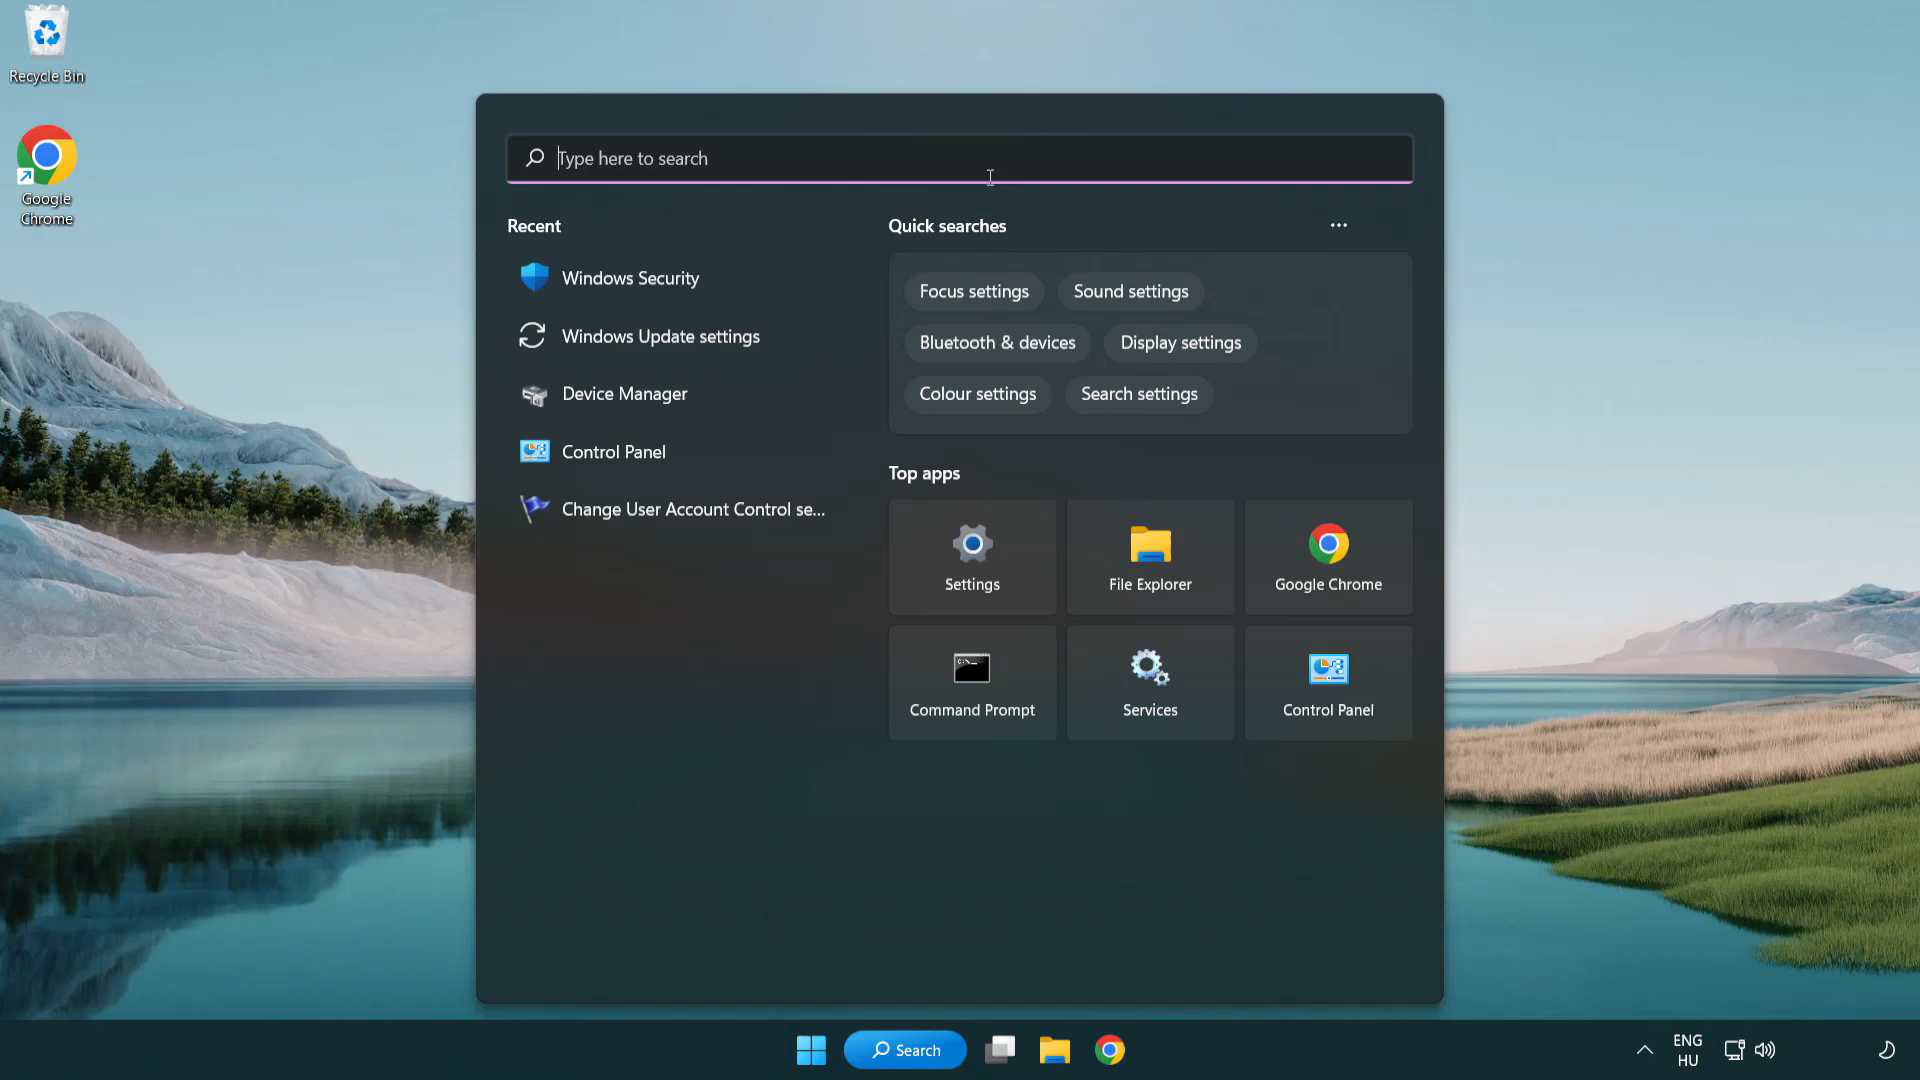 Recycle Bin
Google
Chrome
Type here to search
Recent
Windows Security
Windows Update settings
Device Manager
Control Panel
Change User Account Control se...
Quick searches
Focus settings
Sound settings
Bluetooth & devices
Display settings
Colour settings
Search settings
Top apps
Settings
File Explorer
Google Chrome
Command Prompt
Services
Control Panel
Search
ENG
HU